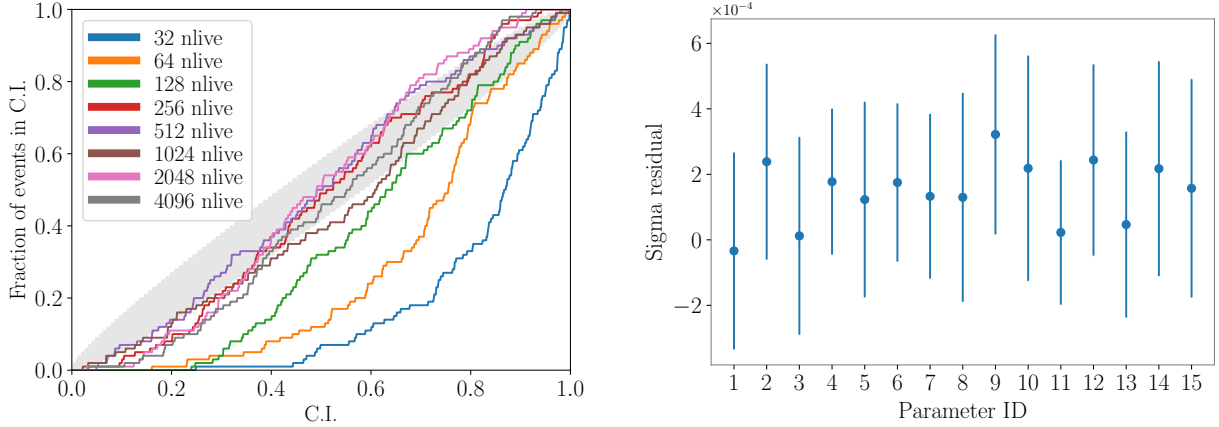 1.0
0.8
0.6
0.4
0.2
0.0
Fraction of events in C.I.
32 nlive
64 nlive
128 nlive
256 nlive
512 nlive
1024 nlive
2048 nlive
4096 nlive
0.0 0.2 0.4 0.6 0.8 1.0
C.I.
×10⁻⁴
6
4
2
0
−2
Sigma residual
1 2 3 4 5 6 7 8 9 10 11 12 13 14 15
Parameter ID